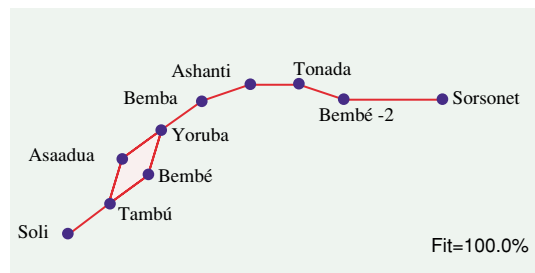 Ashanti
Tonada
Bemba
Sorsonet
Bembé -2
Yoruba
Asaadua
Bembé
Tambú
Soli
Fit=100.0%